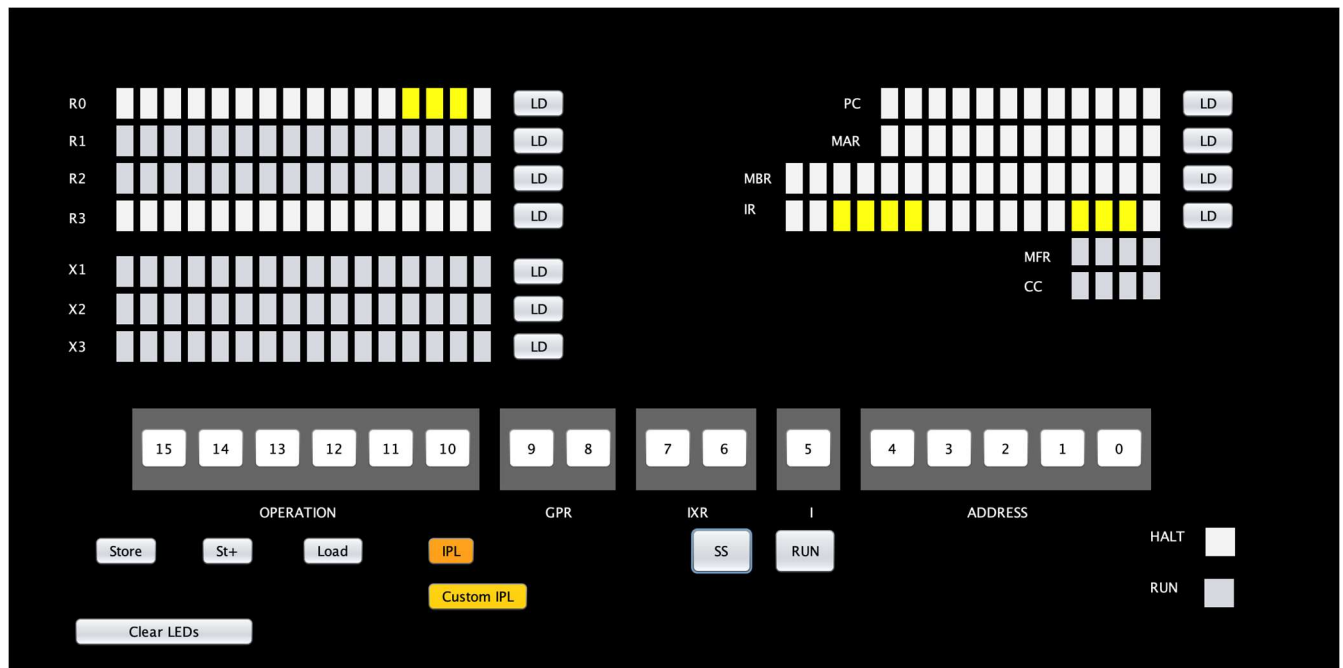 R0 LD PC LD
R1 LD MAR LD
R2 LD MBR LD
R3 LD IR LD
MFR
X1 LD CC
X2 LD
X3 LD
15 14 13 12 11 10 9 8 7 6 5 4 3 2 1 0
OPERATION GPR IXR I ADDRESS
Store St+ Load IPL SS RUN HALT
Custom IPL RUN
Clear LEDs